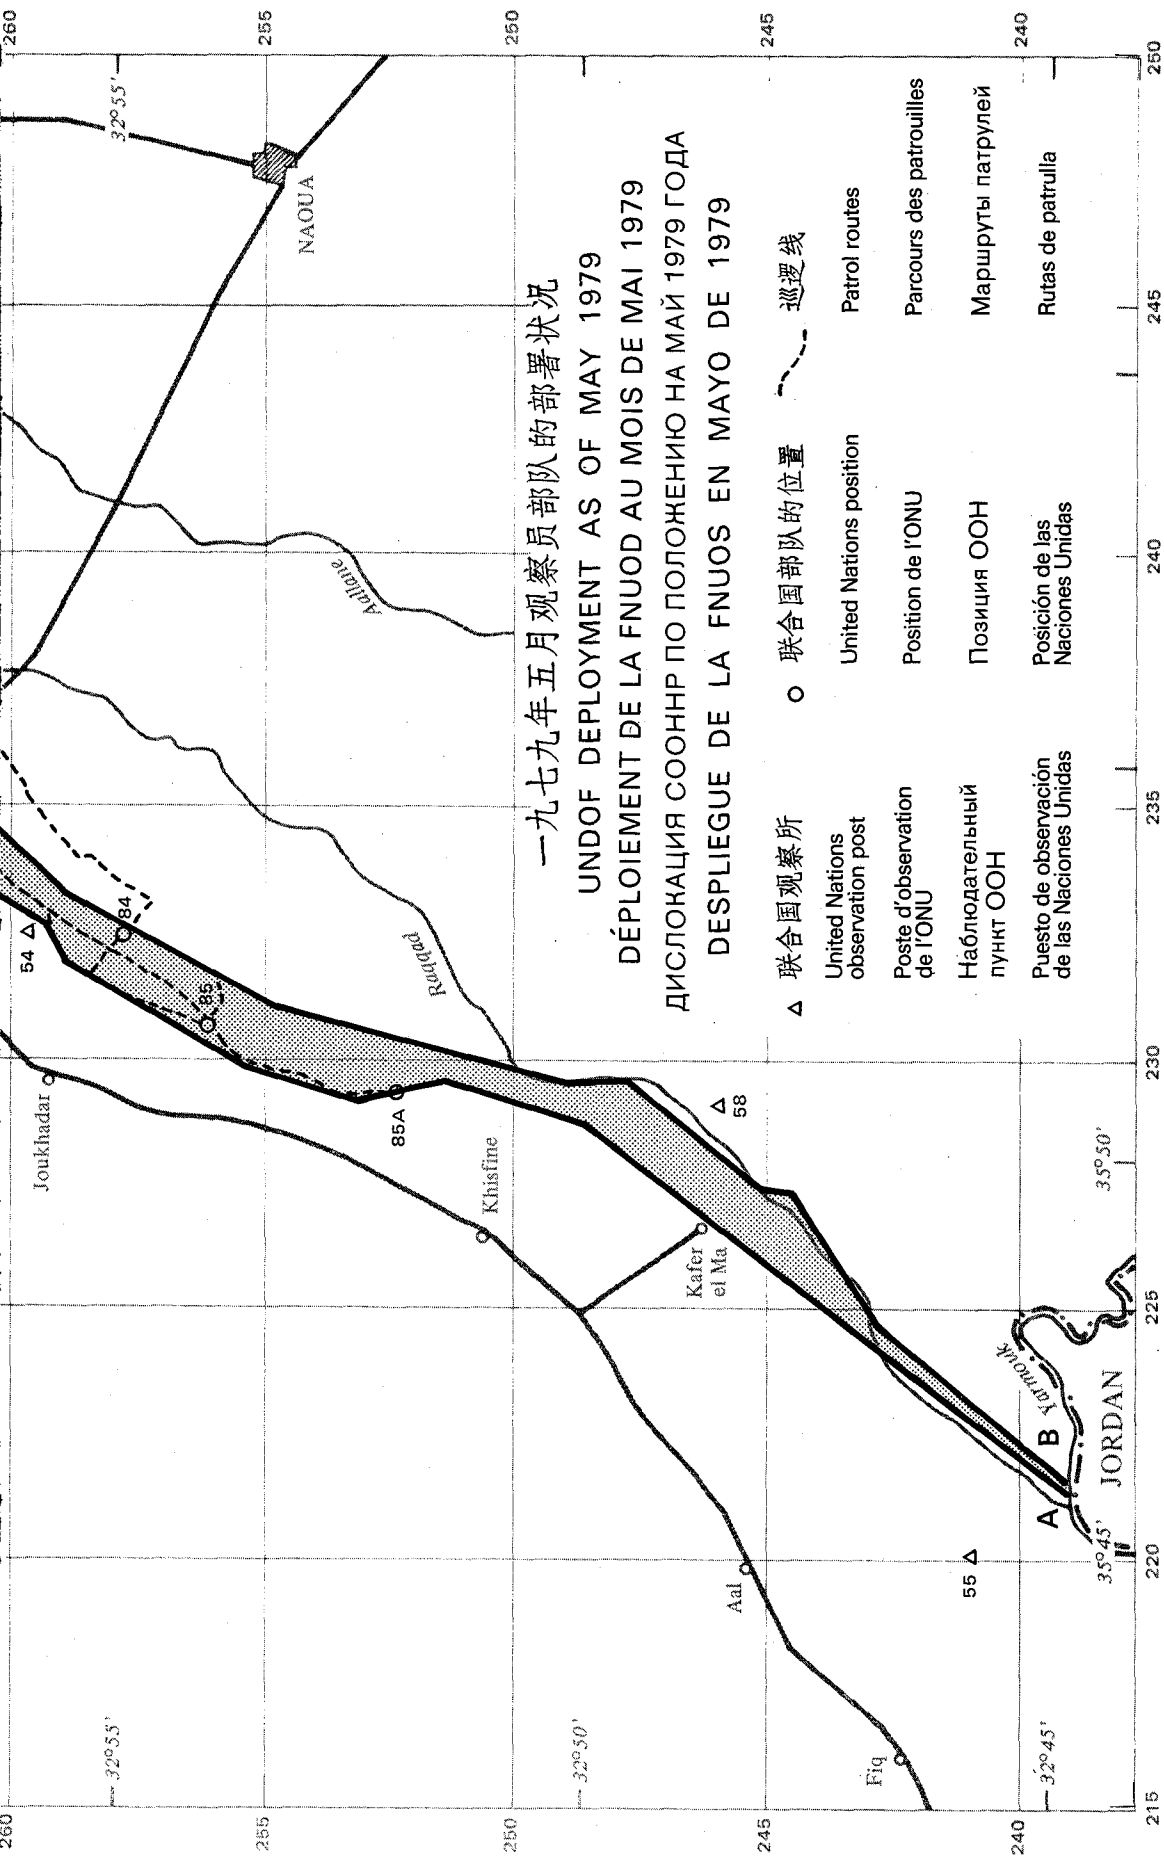 一九七九年五月观察员部队的部署状况
UNDOF DEPLOYMENT AS OF MAY 1979
DÉPLOIEMENT DE LA FNUOD AU MOIS DE MAI 1979
ДИСЛОКАЦИЯ СООННР ПО ПОЛОЖЕНИЮ НА МАЙ 1979 ГОДА
DESPLIEGUE DE LA FNUOS EN MAYO DE 1979
联合国观察所
United Nations
observation post
Poste d'observation
de l'ONU
Наблюдательный
пункт ООН
Puesto de observación
de las Naciones Unidas
联合国部队的位置
United Nations position
Position de l'ONU
Позиция ООН
Posición de las
Naciones Unidas
巡逻线
Patrol routes
Parcours des patrouilles
Маршруты патрулей
Rutas de patrulla
260
255
250
245
240
32°55'
32°50'
32°45'
Joukhadar
54
84
85
85A
Khisfine
Kafer
el Ma
58
Aal
Fiq
55
Raqqad
Aallane
NAOUA
32°55'
A
B
Yarmouk
JORDAN
35°45'
35°50'
260
255
250
245
240
215
220
225
230
235
240
245
250